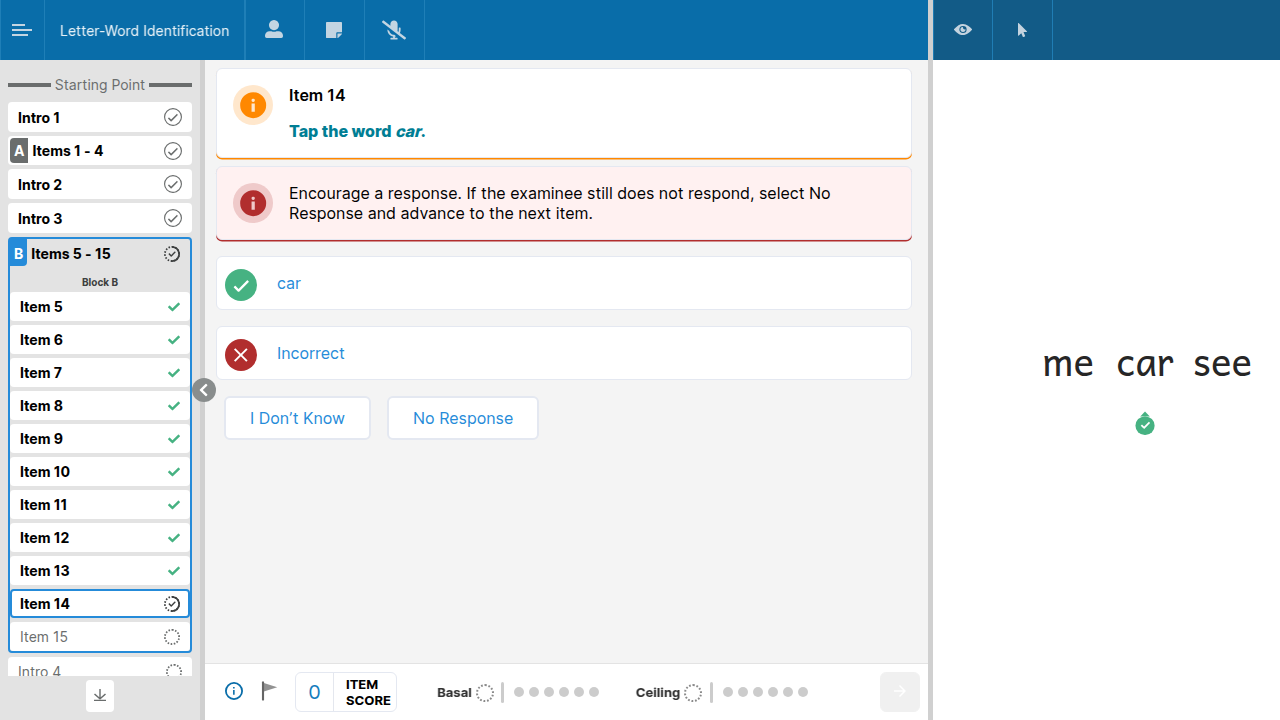 Letter-Word Identification
Starting Point
Intro 1
A Items 1 - 4
Intro 2
Intro 3
B Items 5 - 15
Block B
Item 5
Item 6
Item 7
Item 8
Item 9
Item 10
Item 11
Item 12
Item 13
Item 14
Item 15
Intro 4
Item 14
Tap the word car.
Encourage a response. If the examinee still does not respond, select No
Response and advance to the next item.
car
Incorrect
I Don’t Know
No Response
0 ITEM
SCORE
Basal
Ceiling
me car see